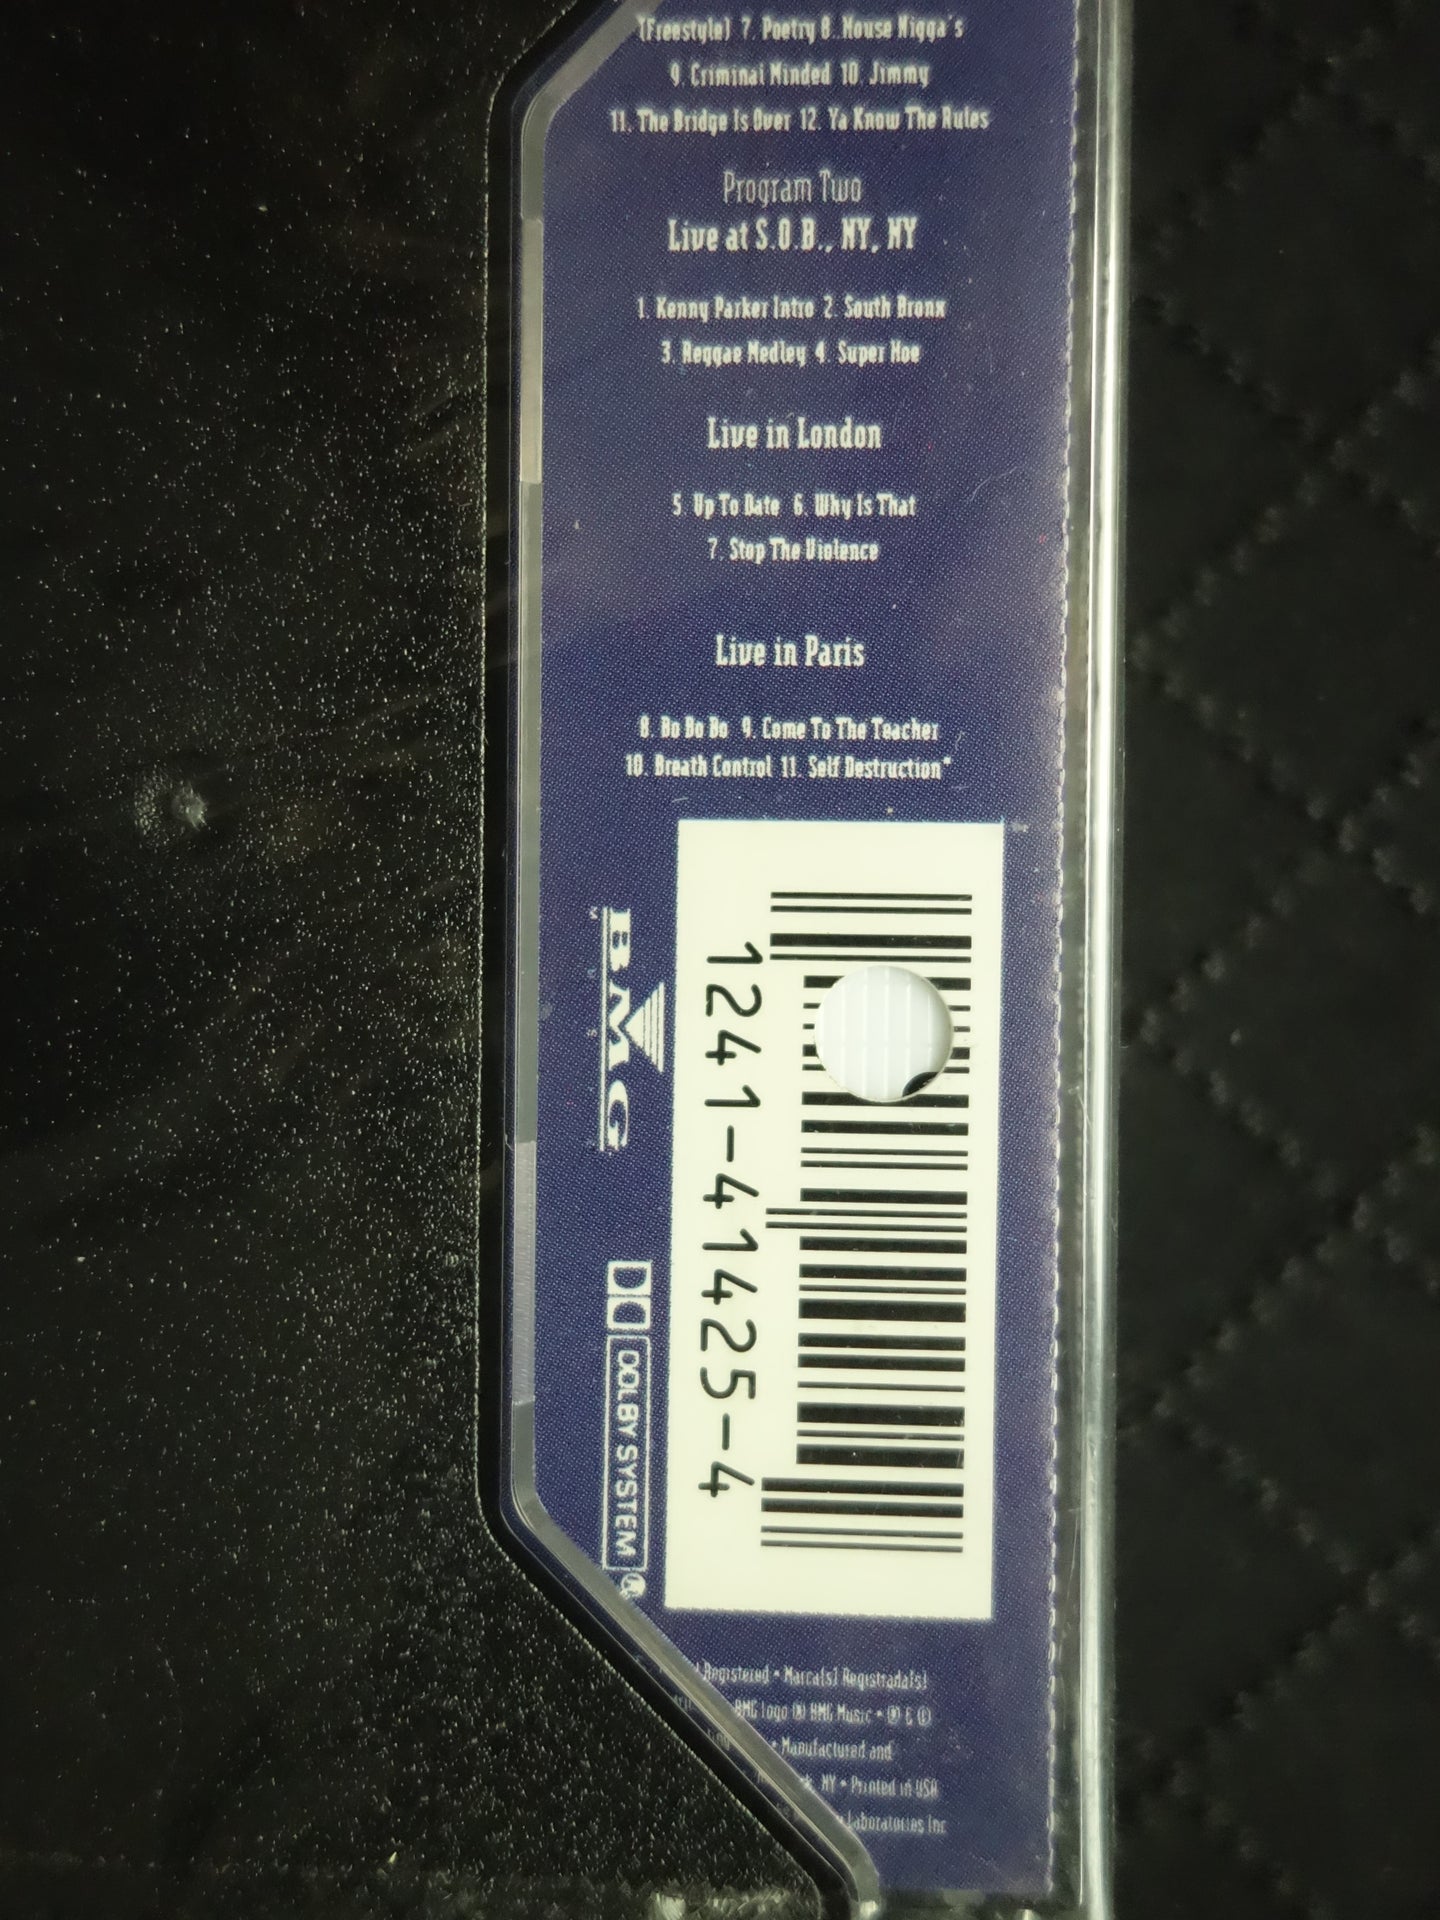 (Freestyle) 7. Poetry 8. House Nigga's
9. Criminal Minded 10. Jimmy
11. The Bridge Is Over 12. Ya Know The Rules
Program Two
Live at S.O.B., NY, NY
1. Kenny Parker Intro 2. South Bronx
3. Reggae Medley 4. Super Hoe
Live in London
5. Up To Date 6. Why Is That
7. Stop The Violence
Live in Paris
8. Bo Bo Bo 9. Come To The Teacher
10. Breath Control 11. Self Destruction*
BMG
1241-41425-4
DOLBY SYSTEM
Registered • Marca(s) Registrada(s)
BMG logo BMG Music • ℗ & ©
• Manufactured and
NY • Printed in USA
Laboratories Inc